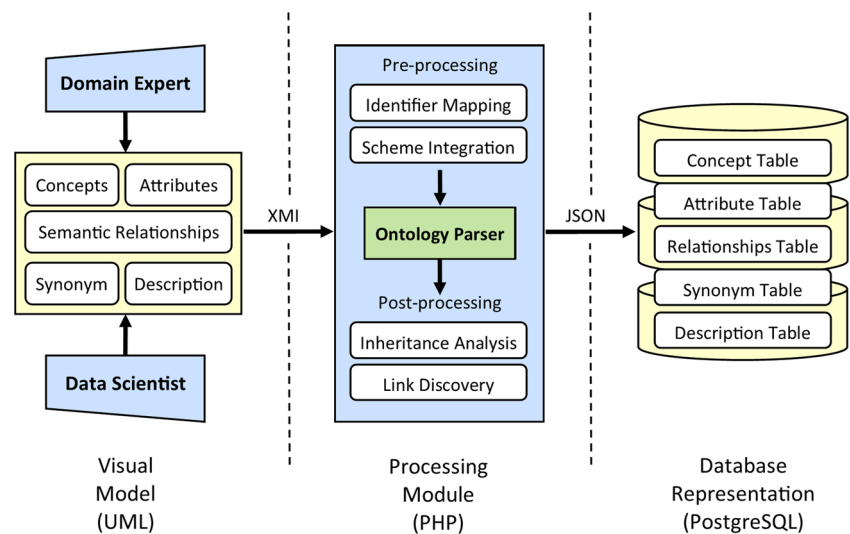 Domain Expert
Concepts
Attributes
Semantic Relationships
Synonym
Description
Data Scientist
Visual
Model
(UML)
XMI
Pre-processing
Identifier Mapping
Scheme Integration
Ontology Parser
Post-processing
Inheritance Analysis
Link Discovery
Processing
Module
(PHP)
JSON
Concept Table
Attribute Table
Relationships Table
Synonym Table
Description Table
Database
Representation
(PostgreSQL)